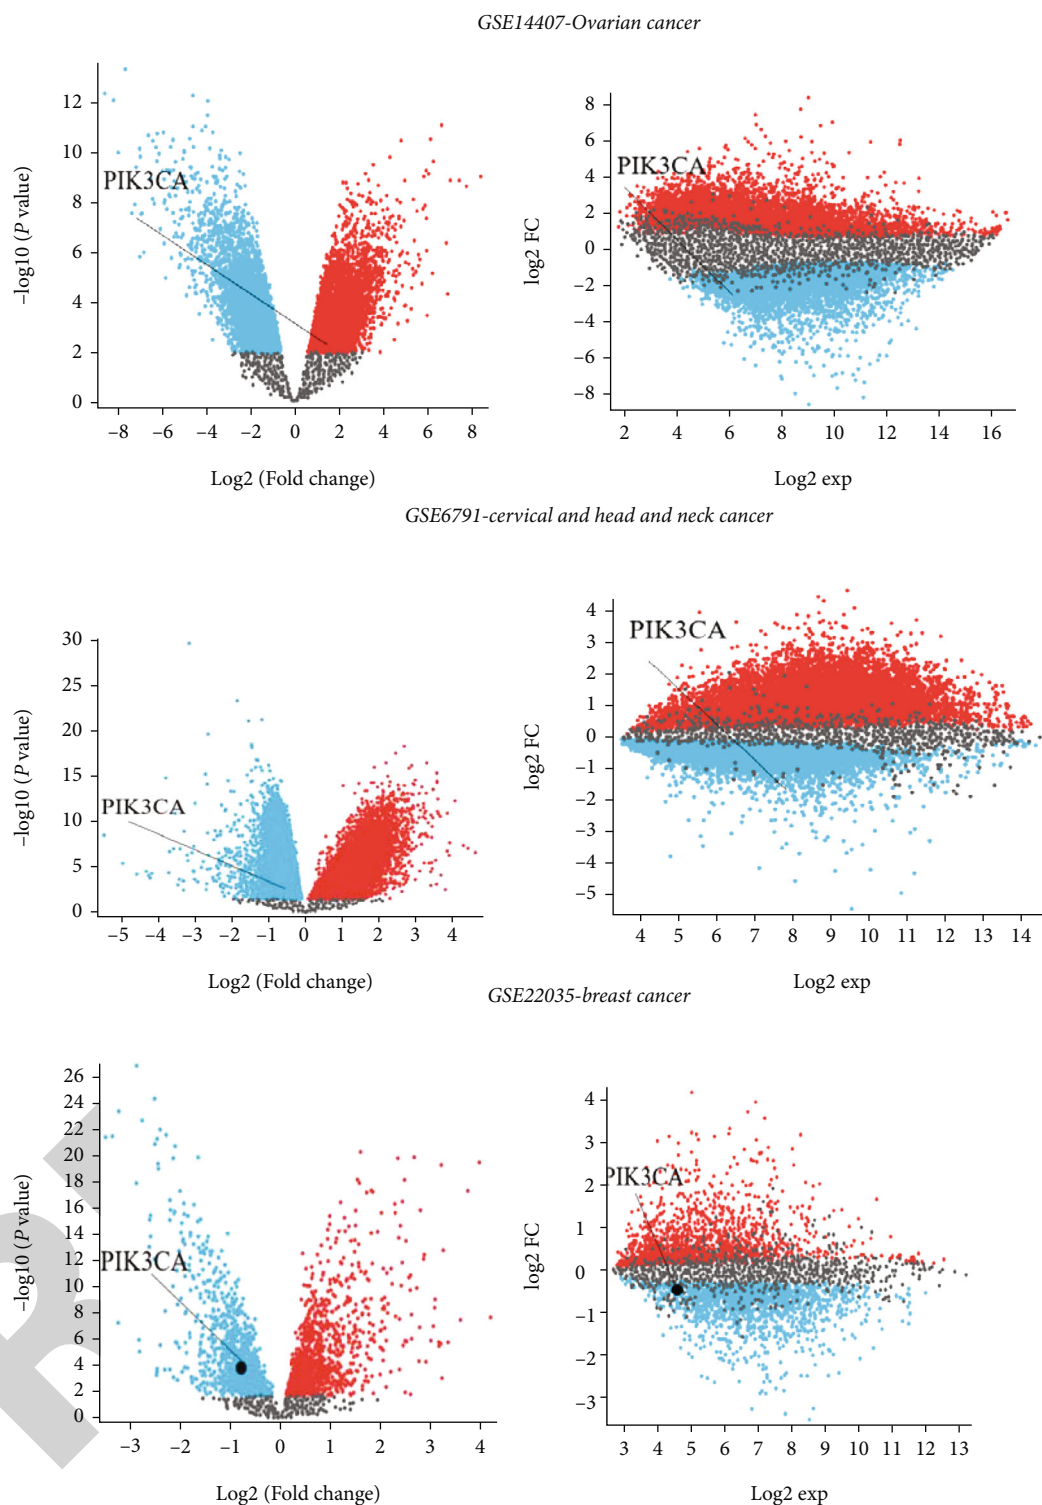 GSE14407-Ovarian cancer
−log10 (P value)
12
10
8
6
4
2
0
PIK3CA
−8 −6 −4 −2 0 2 4 6 8
Log2 (Fold change)
log2 FC
8
6
4
2
0
−2
−4
−6
−8
PIK3CA
2 4 6 8 10 12 14 16
Log2 exp
GSE6791-cervical and head and neck cancer
−log10 (P value)
30
25
20
15
10
5
0
PIK3CA
−5 −4 −3 −2 −1 0 1 2 3 4
Log2 (Fold change)
log2 FC
4
3
2
1
0
−1
−2
−3
−4
−5
PIK3CA
4 5 6 7 8 9 10 11 12 13 14
Log2 exp
GSE22035-breast cancer
−log10 (P value)
26
24
22
20
18
16
14
12
10
8
6
4
2
0
PIK3CA
−3 −2 −1 0 1 2 3 4
Log2 (Fold change)
log2 FC
4
3
2
1
0
−1
−2
−3
PIK3CA
3 4 5 6 7 8 9 10 11 12 13
Log2 exp